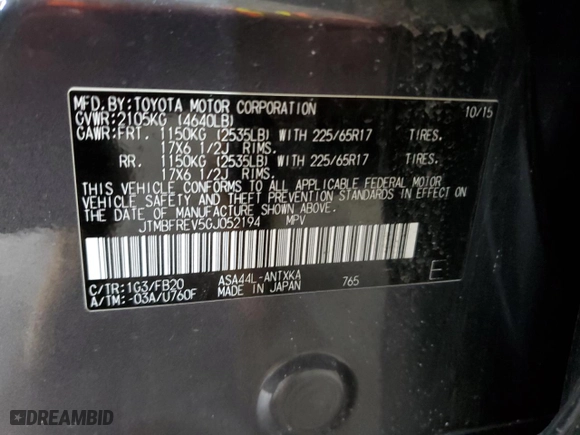 MFD.BY:TOYOTA MOTOR CORPORATION 10/15
GVWR:2105KG (4640LB)
GAWR:FRT. 1150KG (2535LB) WITH 225/65R17 TIRES.
17X6 1/2J RIMS.
RR. 1150KG (2535LB) WITH 225/65R17 TIRES.
17X6 1/2J RIMS.
THIS VEHICLE CONFORMS TO ALL APPLICABLE FEDERAL MOTOR
VEHICLE SAFETY AND THEFT PREVENTION STANDARDS IN EFFECT ON
THE DATE OF MANUFACTURE SHOWN ABOVE.
JTMBFREV5GJ052194 MPV
C/TR:1G3/FB20 ASA44L-ANTXKA 765 E
A/TM:-03A/U760F MADE IN JAPAN
DREAMBID